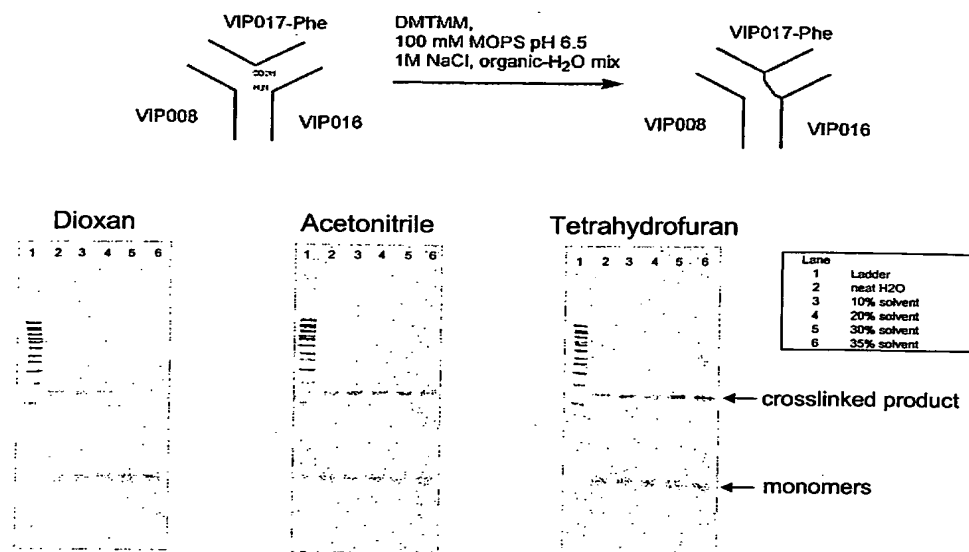 VIP017-Phe
COOH
H2N
VIP008
VIP016
DMTMM,
100 mM MOPS pH 6.5
1M NaCl, organic-H₂O mix
VIP017-Phe
VIP008
VIP016
Dioxan
1 2 3 4 5 6
Acetonitrile
1 2 3 4 5 6
Tetrahydrofuran
1 2 3 4 5 6
Lane
1 Ladder
2 neat H2O
3 10% solvent
4 20% solvent
5 30% solvent
6 35% solvent
crosslinked product
monomers